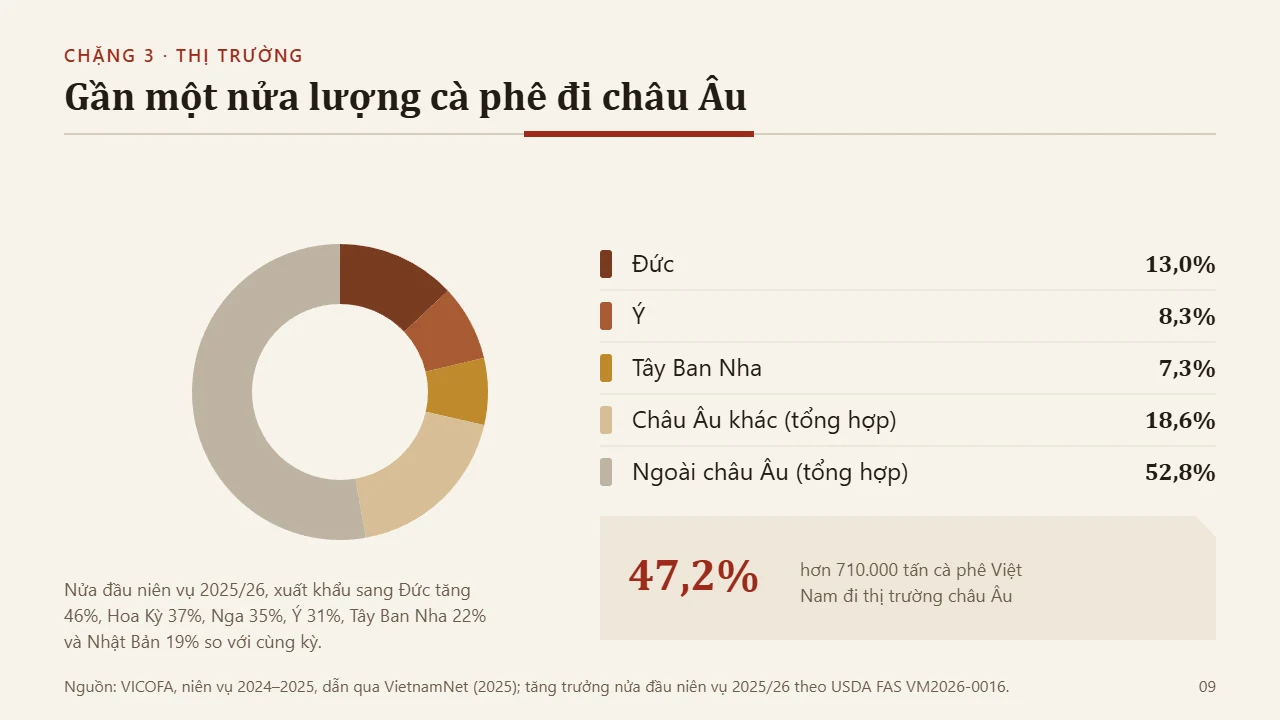 CHẶNG 3 · THỊ TRƯỜNG
Gần một nửa lượng cà phê đi châu Âu
Đức 13,0%
Ý 8,3%
Tây Ban Nha 7,3%
Châu Âu khác (tổng hợp) 18,6%
Ngoài châu Âu (tổng hợp) 52,8%
47,2%
hơn 710.000 tấn cà phê Việt
Nam đi thị trường châu Âu
Nửa đầu niên vụ 2025/26, xuất khẩu sang Đức tăng
46%, Hoa Kỳ 37%, Nga 35%, Ý 31%, Tây Ban Nha 22%
và Nhật Bản 19% so với cùng kỳ.
Nguồn: VICOFA, niên vụ 2024–2025, dẫn qua VietnamNet (2025); tăng trưởng nửa đầu niên vụ 2025/26 theo USDA FAS VM2026-0016.
09